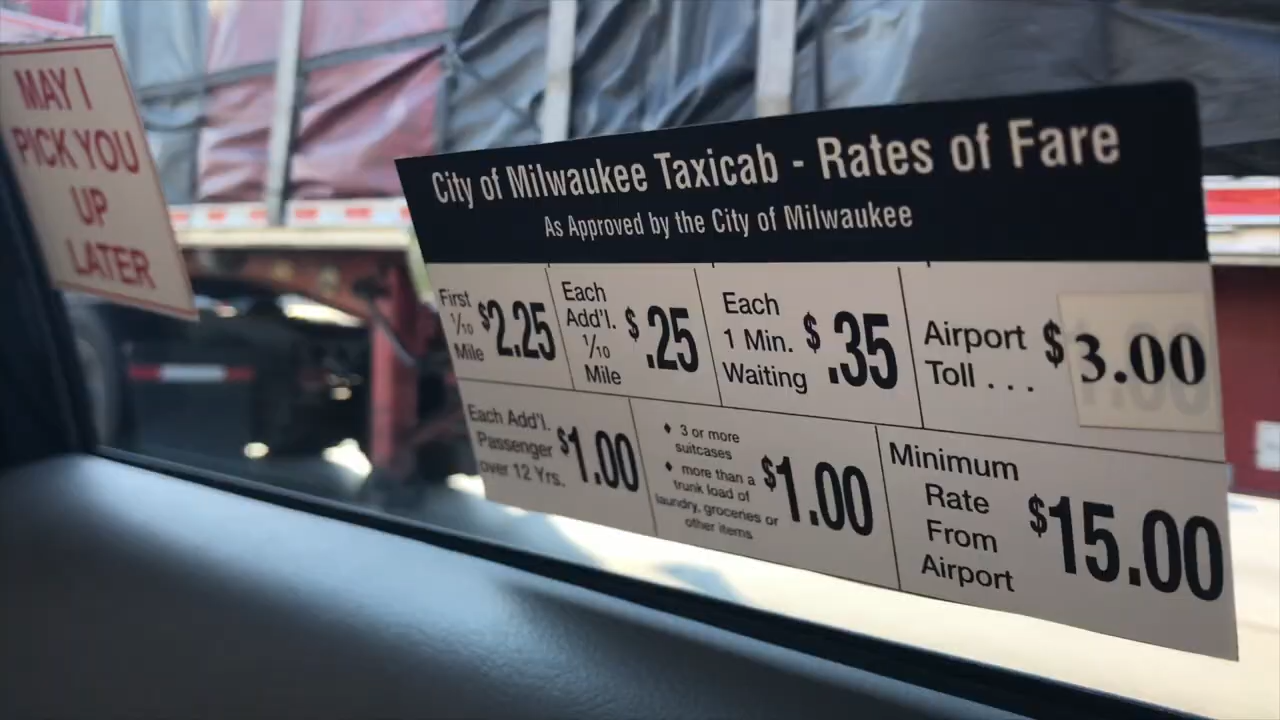 MAY I
PICK YOU
UP
LATER
City of Milwaukee Taxicab - Rates of Fare
As Approved by the City of Milwaukee
First
1/10
Mile
$2.25
Each
Add'l.
1/10
Mile
$ .25
Each
1 Min.
Waiting
$ .35
Airport
Toll . . .
$ 3.00
Each Add'l.
Passenger
over 12 Yrs.
$1.00
♦ 3 or more
suitcases
♦ more than a
trunk load of
laundry, groceries or
other items
$1.00
Minimum
Rate
From
Airport
$15.00